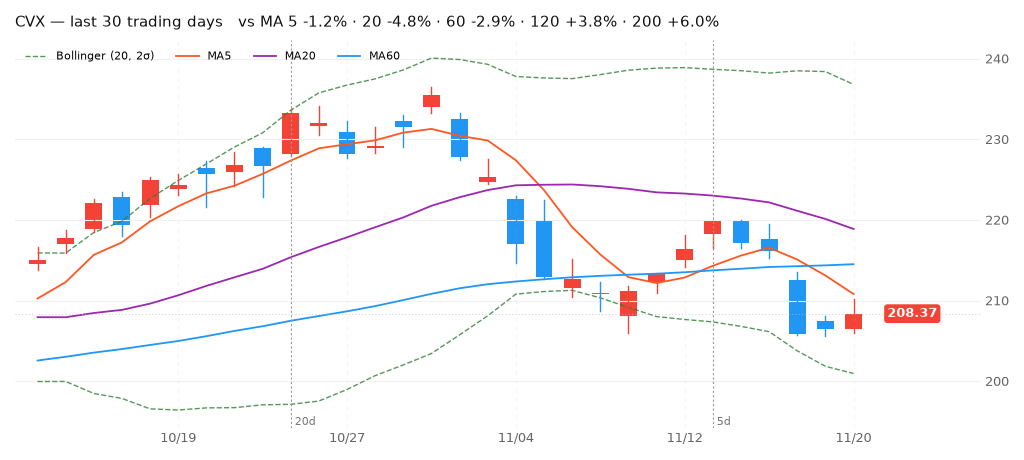 CVX — last 30 trading days   vs MA 5 -1.2% · 20 -4.8% · 60 -2.9% · 120 +3.8% · 200 +6.0%
Bollinger (20, 2σ)   MA5   MA20   MA60
240
230
220
210
208.37
200
20d   5d
10/19   10/27   11/04   11/12   11/20